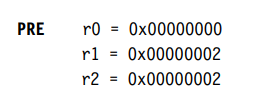 PRE r0 = 0x00000000
r1 = 0x00000002
r2 = 0x00000002